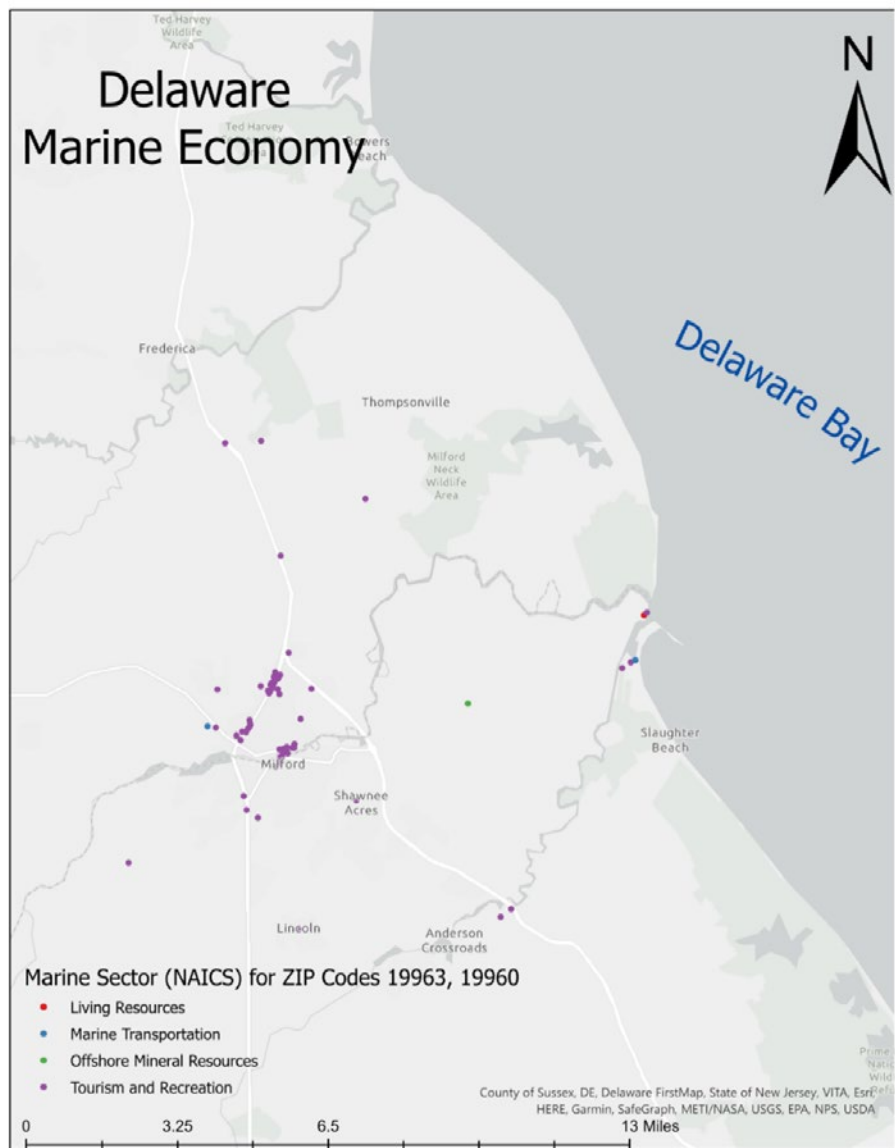 Ted Harvey
Wildlife
Area
Delaware
Marine Economy
N
Ted Harvey
Bowers
Beach
Delaware Bay
Frederica
Thompsonville
Milford
Neck
Wildlife
Area
Slaughter
Beach
Milford
Shawnee
Acres
Lincoln
Anderson
Crossroads
Marine Sector (NAICS) for ZIP Codes 19963, 19960
Living Resources
Marine Transportation
Offshore Mineral Resources
Tourism and Recreation
Prime
Nation
Wild
County of Sussex, DE, Delaware FirstMap, State of New Jersey, VITA, Esri,
HERE, Garmin, SafeGraph, METI/NASA, USGS, EPA, NPS, USDA
0 3.25 6.5 13 Miles